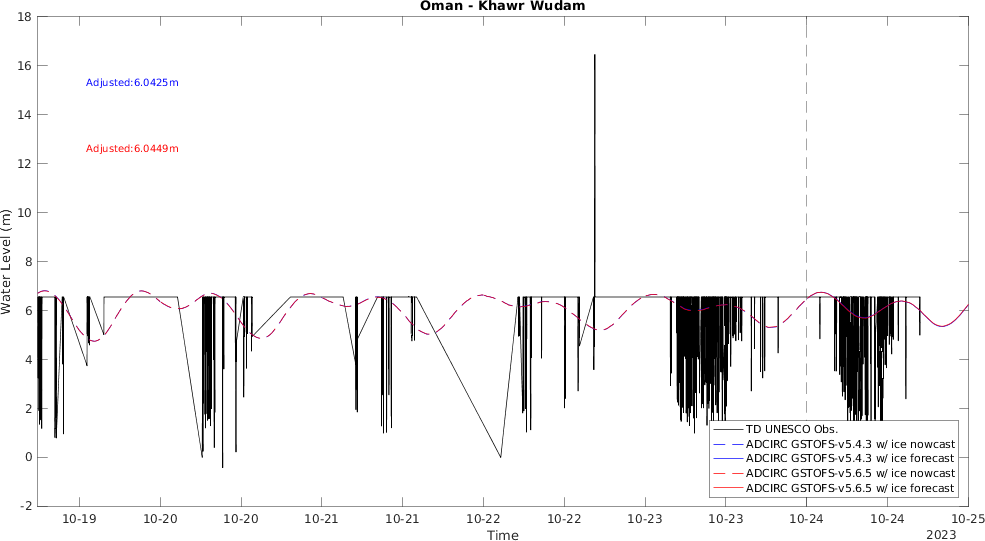 Oman - Khawr Wudam
18
16
14
12
10
8
6
4
2
0
-2
Water Level (m)
Adjusted:6.0425m
Adjusted:6.0449m
TD UNESCO Obs.
ADCIRC GSTOFS-v5.4.3 w/ ice nowcast
ADCIRC GSTOFS-v5.4.3 w/ ice forecast
ADCIRC GSTOFS-v5.6.5 w/ ice nowcast
ADCIRC GSTOFS-v5.6.5 w/ ice forecast
10-19 10-20 10-20 10-21 10-21 10-22 10-22 10-23 10-23 10-24 10-24 10-25
Time
2023